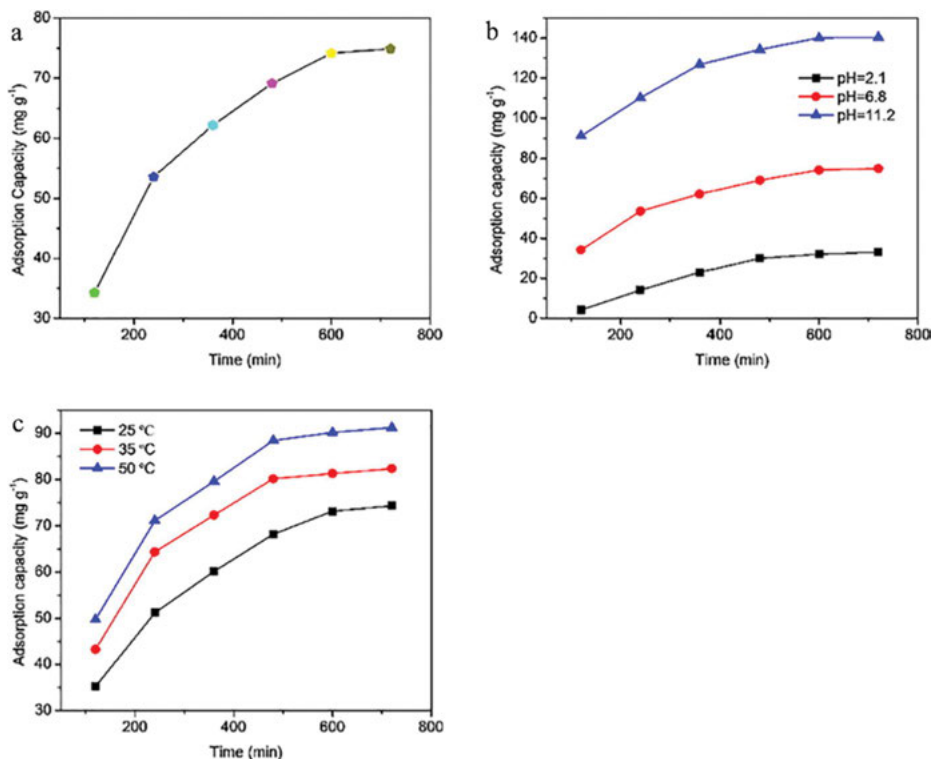 a
80
70
60
50
40
30
Adsorption Capacity (mg g⁻¹)
200 400 600 800
Time (min)
b
140
120
100
80
60
40
20
0
Adsorption capacity (mg g⁻¹)
pH=2.1
pH=6.8
pH=11.2
200 400 600 800
Time (min)
c
90
80
70
60
50
40
30
Adsorption capacity (mg g⁻¹)
25 °C
35 °C
50 °C
200 400 600 800
Time (min)